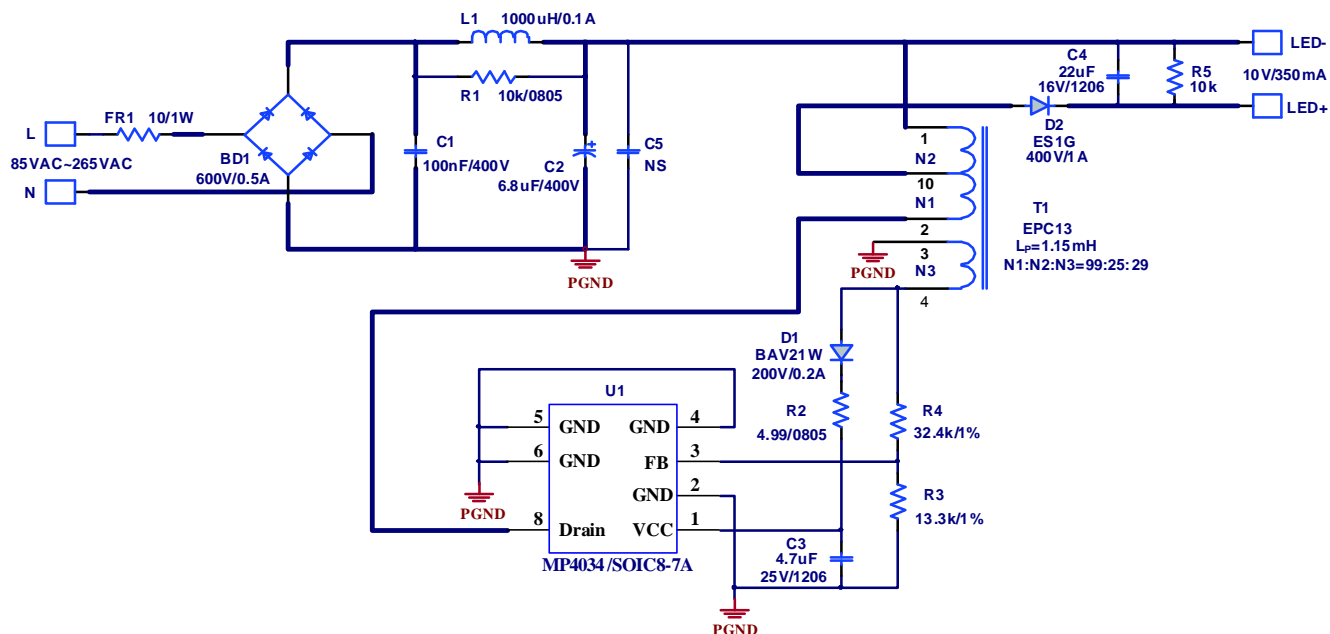 L1 1000uH/0.1A
R1
10k/0805
FR1 10/1W
L
85VAC~265VAC
N
BD1
600V/0.5A
C1
100nF/400V
C2
6.8uF/400V
C5
NS
PGND
C4
22uF
16V/1206
R5
10k
LED-
10V/350mA
LED+
D2
ES1G
400V/1A
1
N2
10
N1
2
3
N3
4
PGND
T1
EPC13
LP=1.15mH
N1:N2:N3=99:25:29
D1
BAV21W
200V/0.2A
R2
4.99/0805
R4
32.4k/1%
R3
13.3k/1%
U1
5 GND GND 4
6 GND FB 3
GND 2
8 Drain VCC 1
MP4034/SOIC8-7A
PGND
C3
4.7uF
25V/1206
PGND